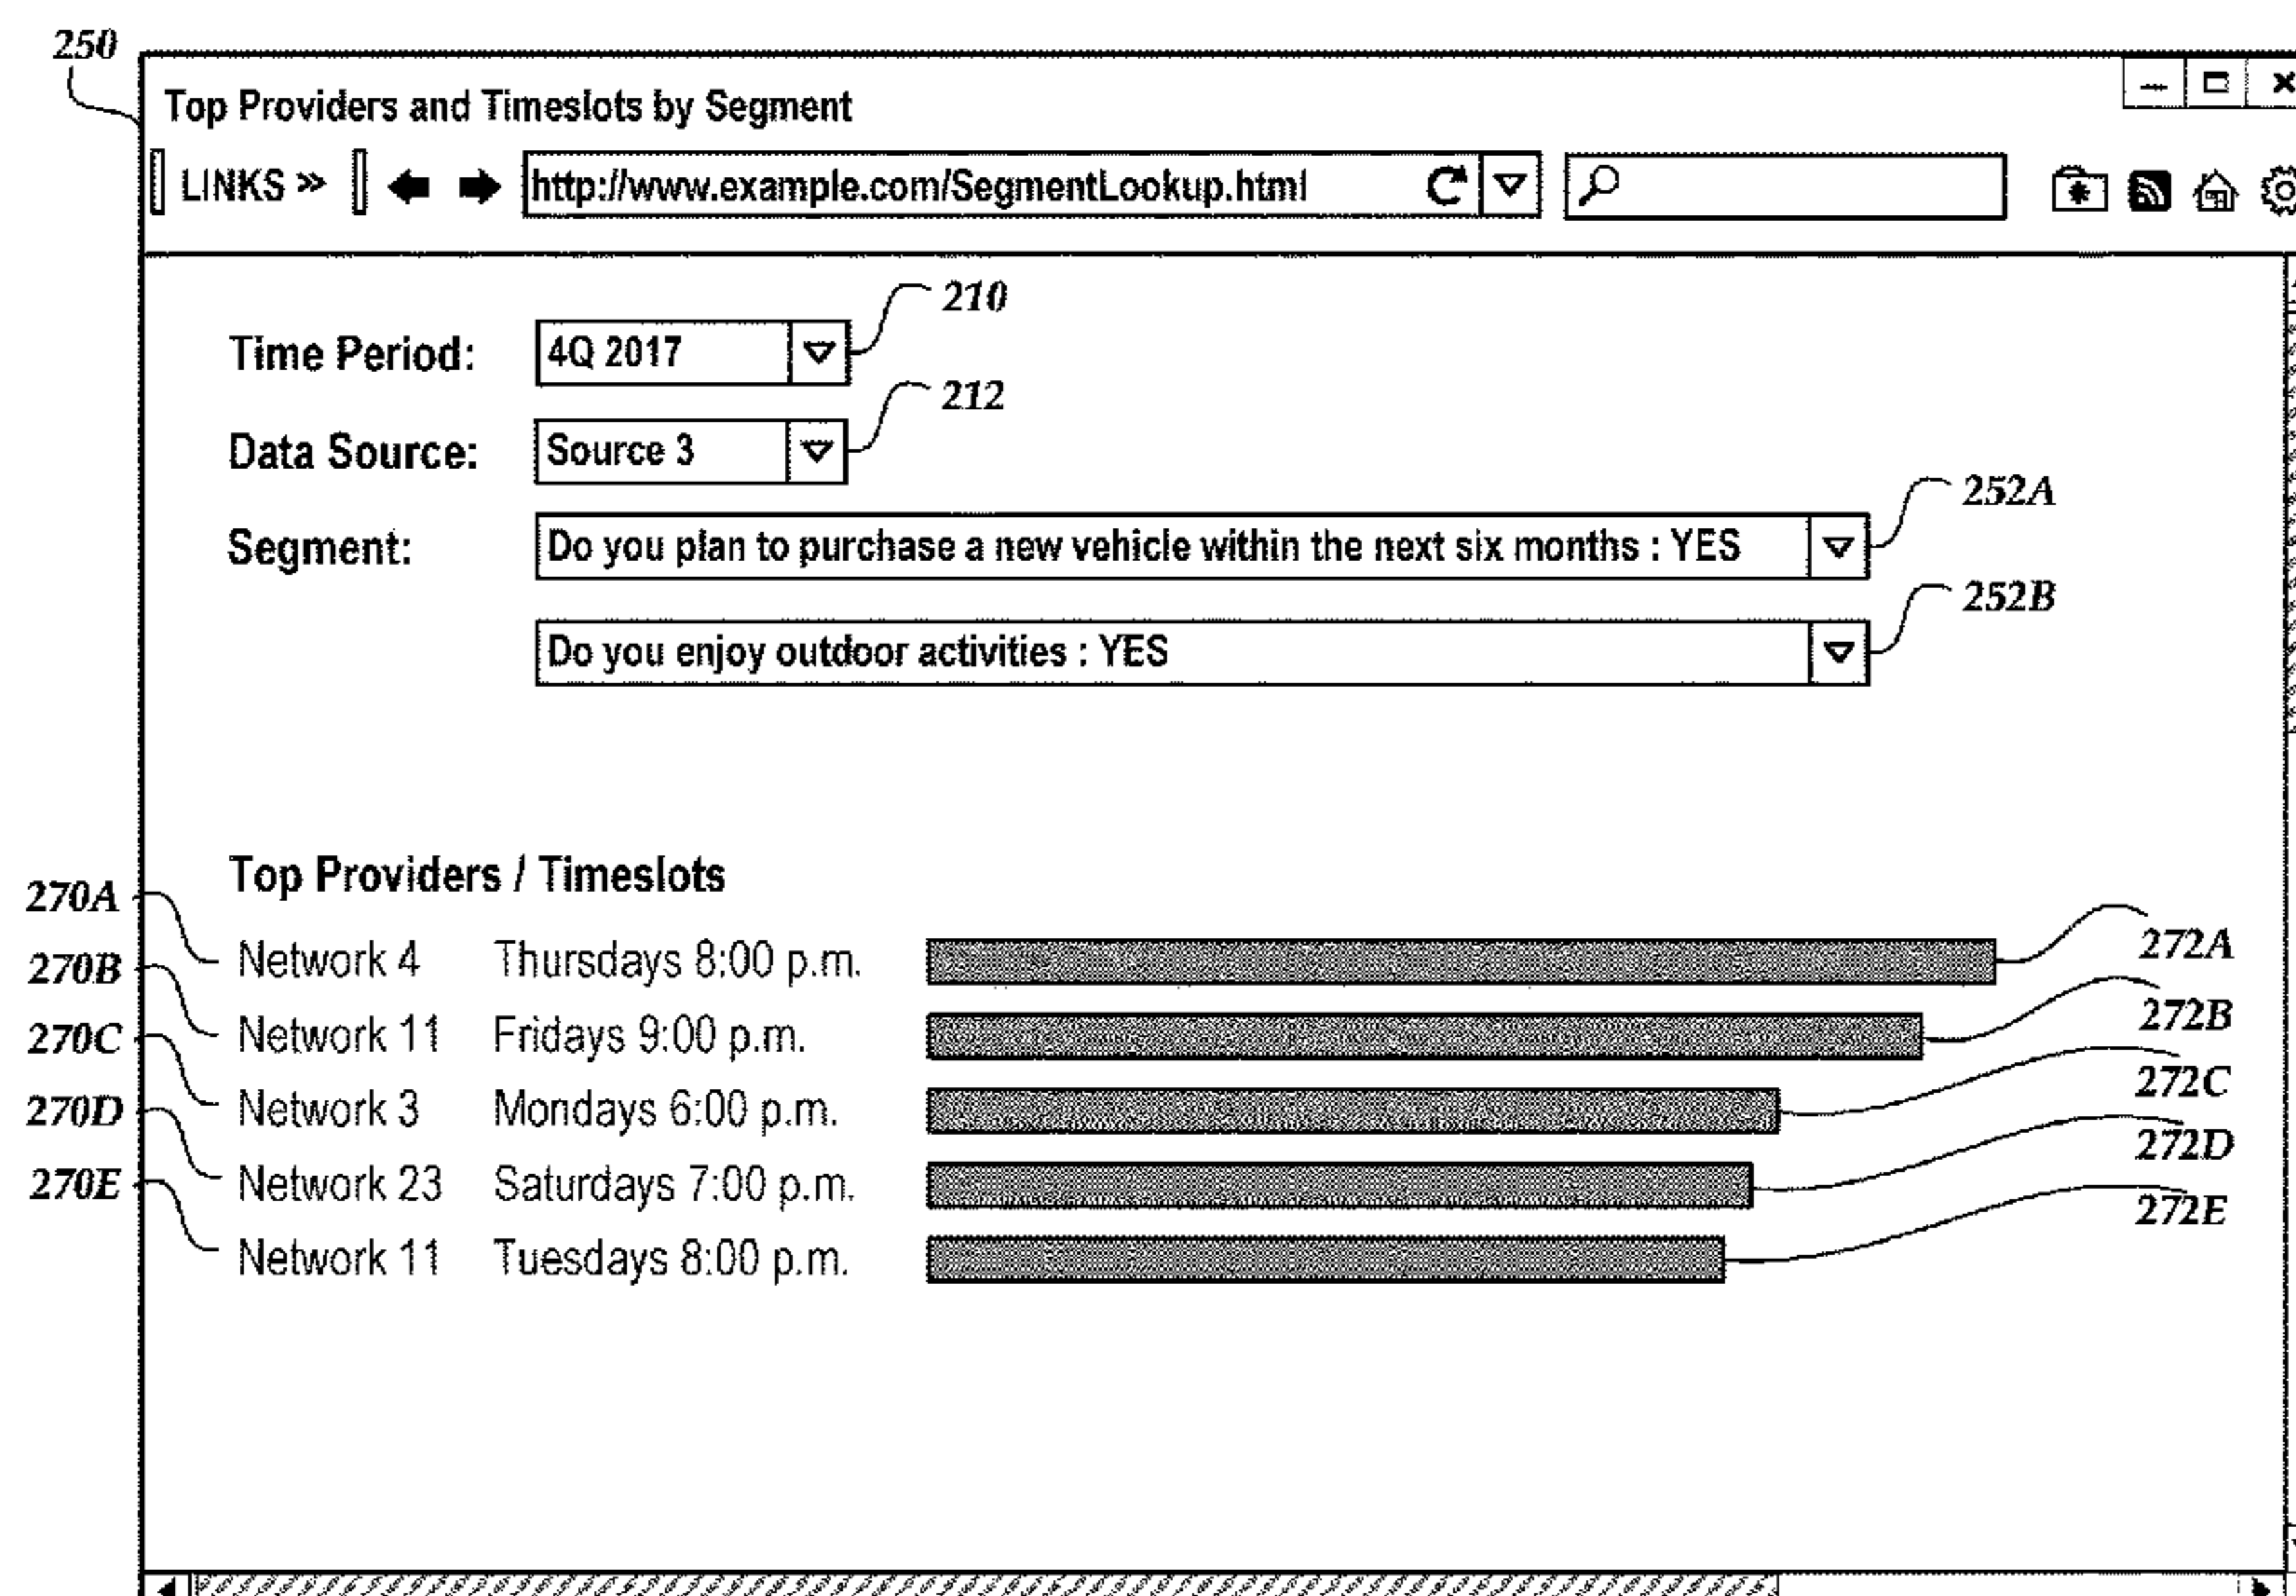 250
Top Providers and Timeslots by Segment
LINKS » http://www.example.com/SegmentLookup.html
210
Time Period: 4Q 2017
212
Data Source: Source 3
252A
Segment: Do you plan to purchase a new vehicle within the next six months : YES
252B
Do you enjoy outdoor activities : YES
Top Providers / Timeslots
270A
Network 4 Thursdays 8:00 p.m. 272A
270B
Network 11 Fridays 9:00 p.m. 272B
270C
Network 3 Mondays 6:00 p.m. 272C
270D
Network 23 Saturdays 7:00 p.m. 272D
270E
Network 11 Tuesdays 8:00 p.m. 272E